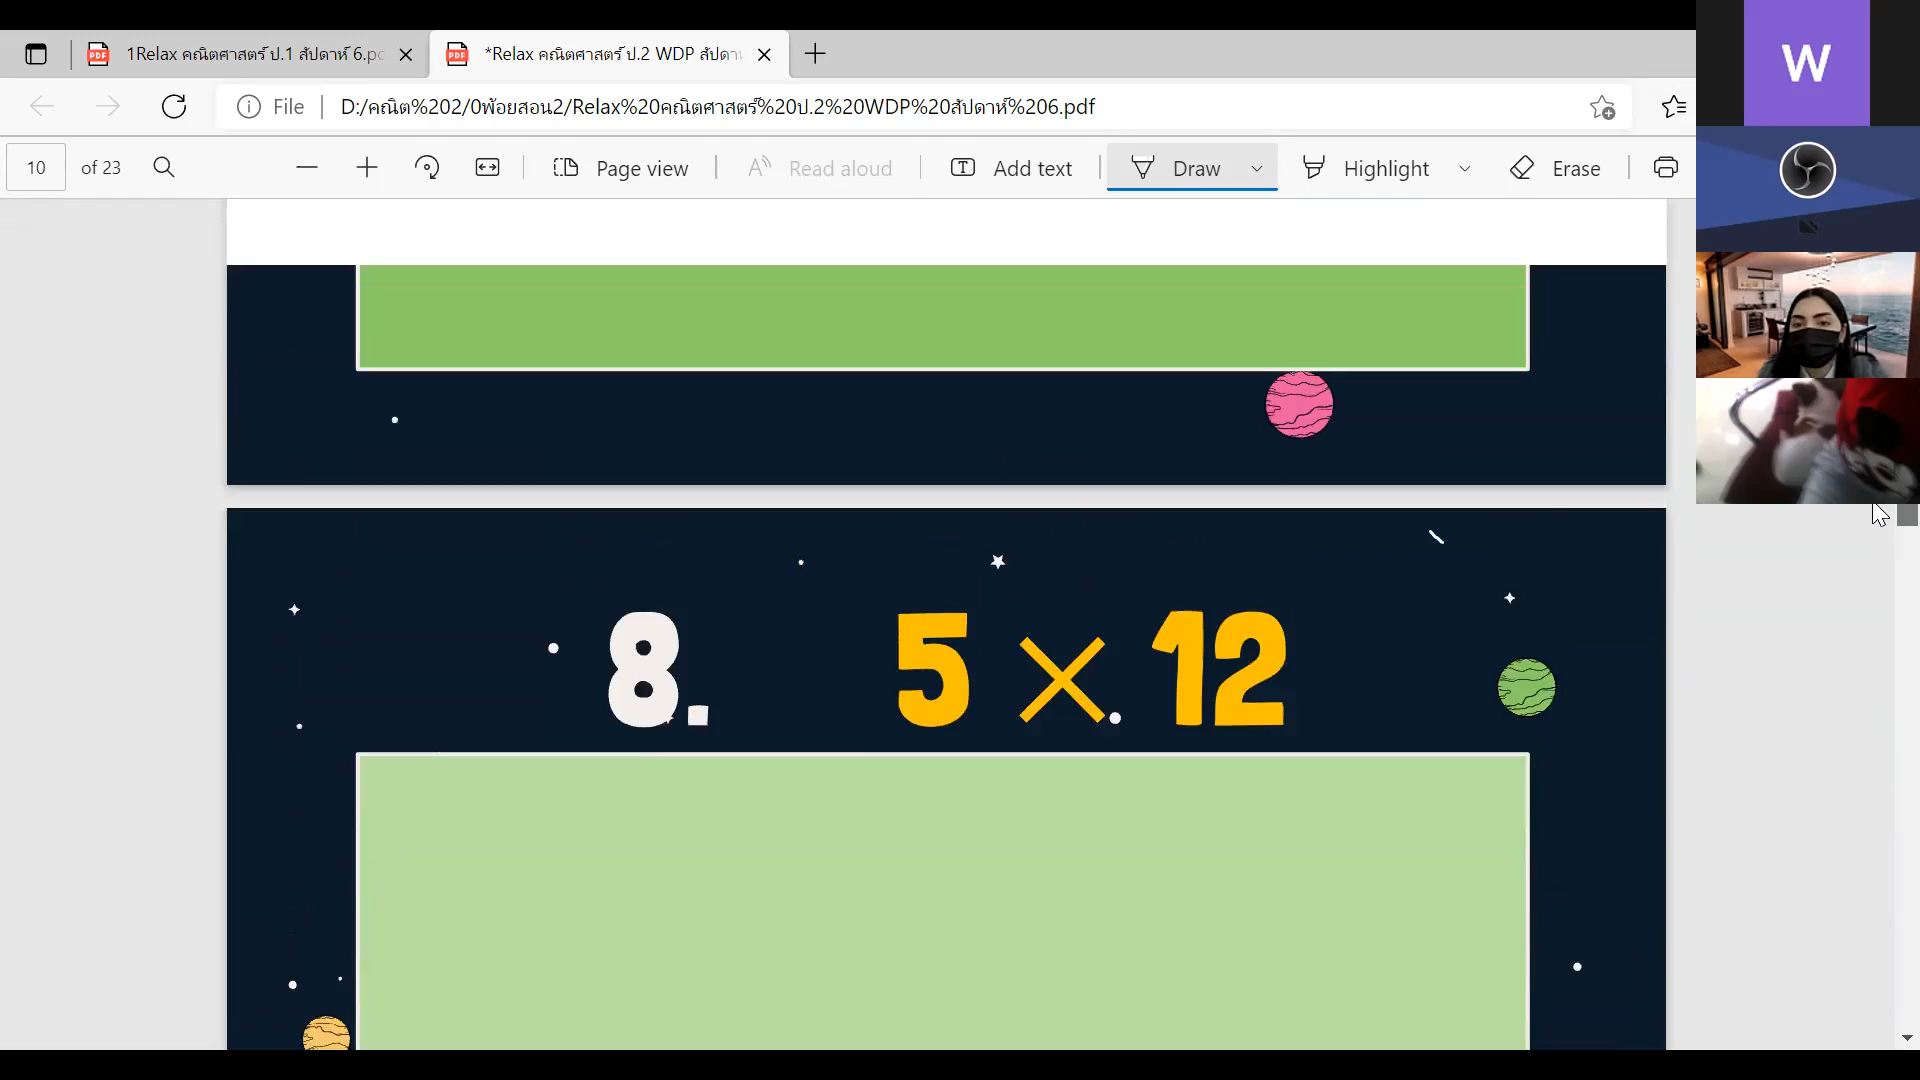 1Relax คณิตศาสตร์ ป.1 สัปดาห์ 6.pd
*Relax คณิตศาสตร์ ป.2 WDP สัปดา
File
D:/คณิต%202/0พ้อยสอน2/Relax%20คณิตศาสตร์%20ป.2%20WDP%20สัปดาห์%206.pdf
10 of 23
Page view
Read aloud
Add text
Draw
Highlight
Erase
W
8. 5 × 12